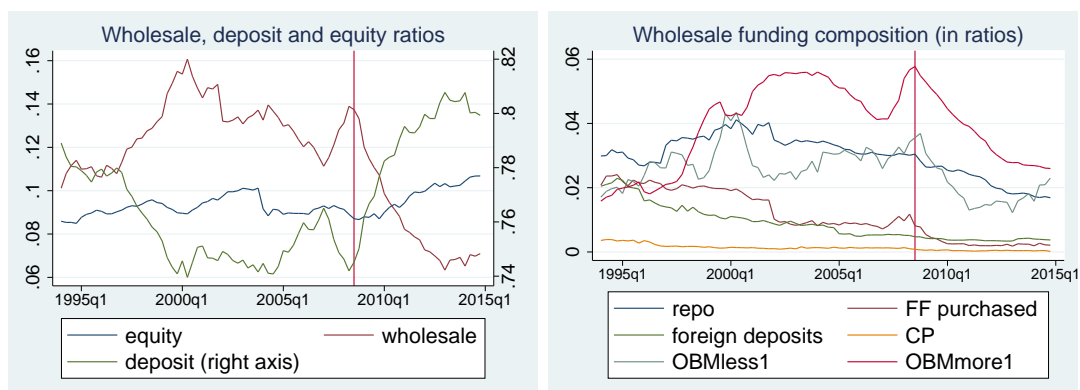 Wholesale, deposit and equity ratios
.06 .08 .1 .12 .14 .16
.74 .76 .78 .8 .82
1995q1 2000q1 2005q1 2010q1 2015q1
equity wholesale
deposit (right axis)
Wholesale funding composition (in ratios)
0 .02 .04 .06
1995q1 2000q1 2005q1 2010q1 2015q1
repo FF purchased
foreign deposits CP
OBMless1 OBMmore1